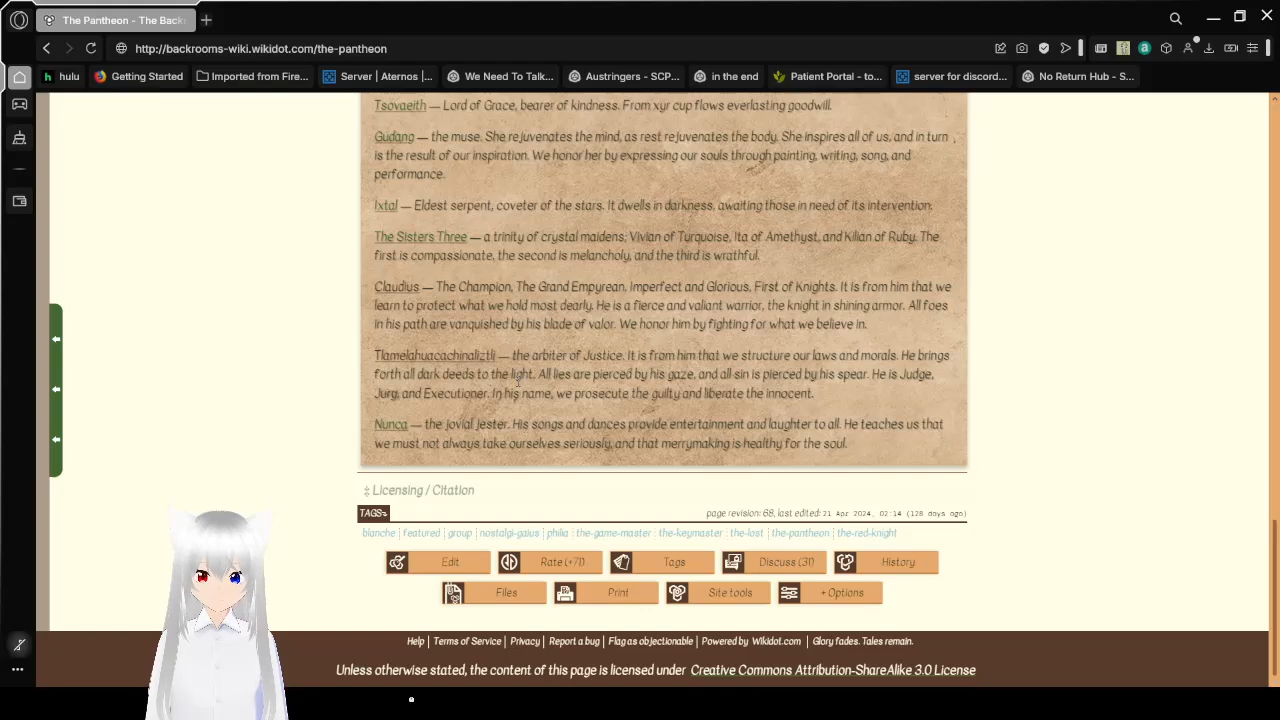 The Pantheon - The Backr
http://backrooms-wiki.wikidot.com/the-pantheon
hulu
Getting Started
Imported from Fire...
Server | Aternos |...
We Need To Talk...
Austringers - SCP...
in the end
Patient Portal - to...
server for discord...
No Return Hub - S...
Tsovaeith — Lord of Grace, bearer of kindness. From xyr cup flows everlasting goodwill.
Gudang — the muse. She rejuvenates the mind, as rest rejuvenates the body. She inspires all of us, and in turn ,
is the result of our inspiration. We honor her by expressing our souls through painting, writing, song, and
performance.
Ixtal — Eldest serpent, coveter of the stars. It dwells in darkness, awaiting those in need of its intervention.
The Sisters Three — a trinity of crystal maidens; Vivian of Turquoise, Ita of Amethyst, and Kilian of Ruby. The
first is compassionate, the second is melancholy, and the third is wrathful.
Claudius — The Champion, The Grand Empyrean, Imperfect and Glorious, First of Knights. It is from him that we
learn to protect what we hold most dearly. He is a fierce and valiant warrior, the knight in shining armor. All foes
in his path are vanquished by his blade of valor. We honor him by fighting for what we believe in.
Tlamelahuacachinaliztli — the arbiter of Justice. It is from him that we structure our laws and morals. He brings
forth all dark deeds to the light. All lies are pierced by his gaze, and all sin is pierced by his spear. He is Judge,
Jury, and Executioner. In his name, we prosecute the guilty and liberate the innocent.
Nunca — the jovial jester. His songs and dances provide entertainment and laughter to all. He teaches us that
we must not always take ourselves seriously, and that merrymaking is healthy for the soul.
‡ Licensing / Citation
TAGS
page revision: 68, last edited: 21 Apr 2024, 02:14 (128 days ago)
blanche featured group nostalgi-gaius philia the-game-master the-keymaster the-lost the-pantheon the-red-knight
Edit
Rate (+71)
Tags
Discuss (31)
History
Files
Print
Site tools
+ Options
Help | Terms of Service | Privacy | Report a bug | Flag as objectionable | Powered by Wikidot.com | Glory fades. Tales remain.
Unless otherwise stated, the content of this page is licensed under Creative Commons Attribution-ShareAlike 3.0 License